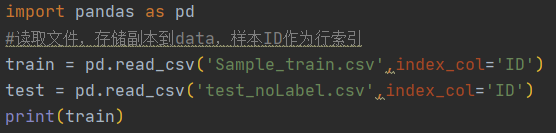 import pandas as pd
#读取文件，存储副本到data，样本ID作为行索引
train = pd.read_csv('Sample_train.csv',index_col='ID')
test = pd.read_csv('test_noLabel.csv',index_col='ID')
print(train)